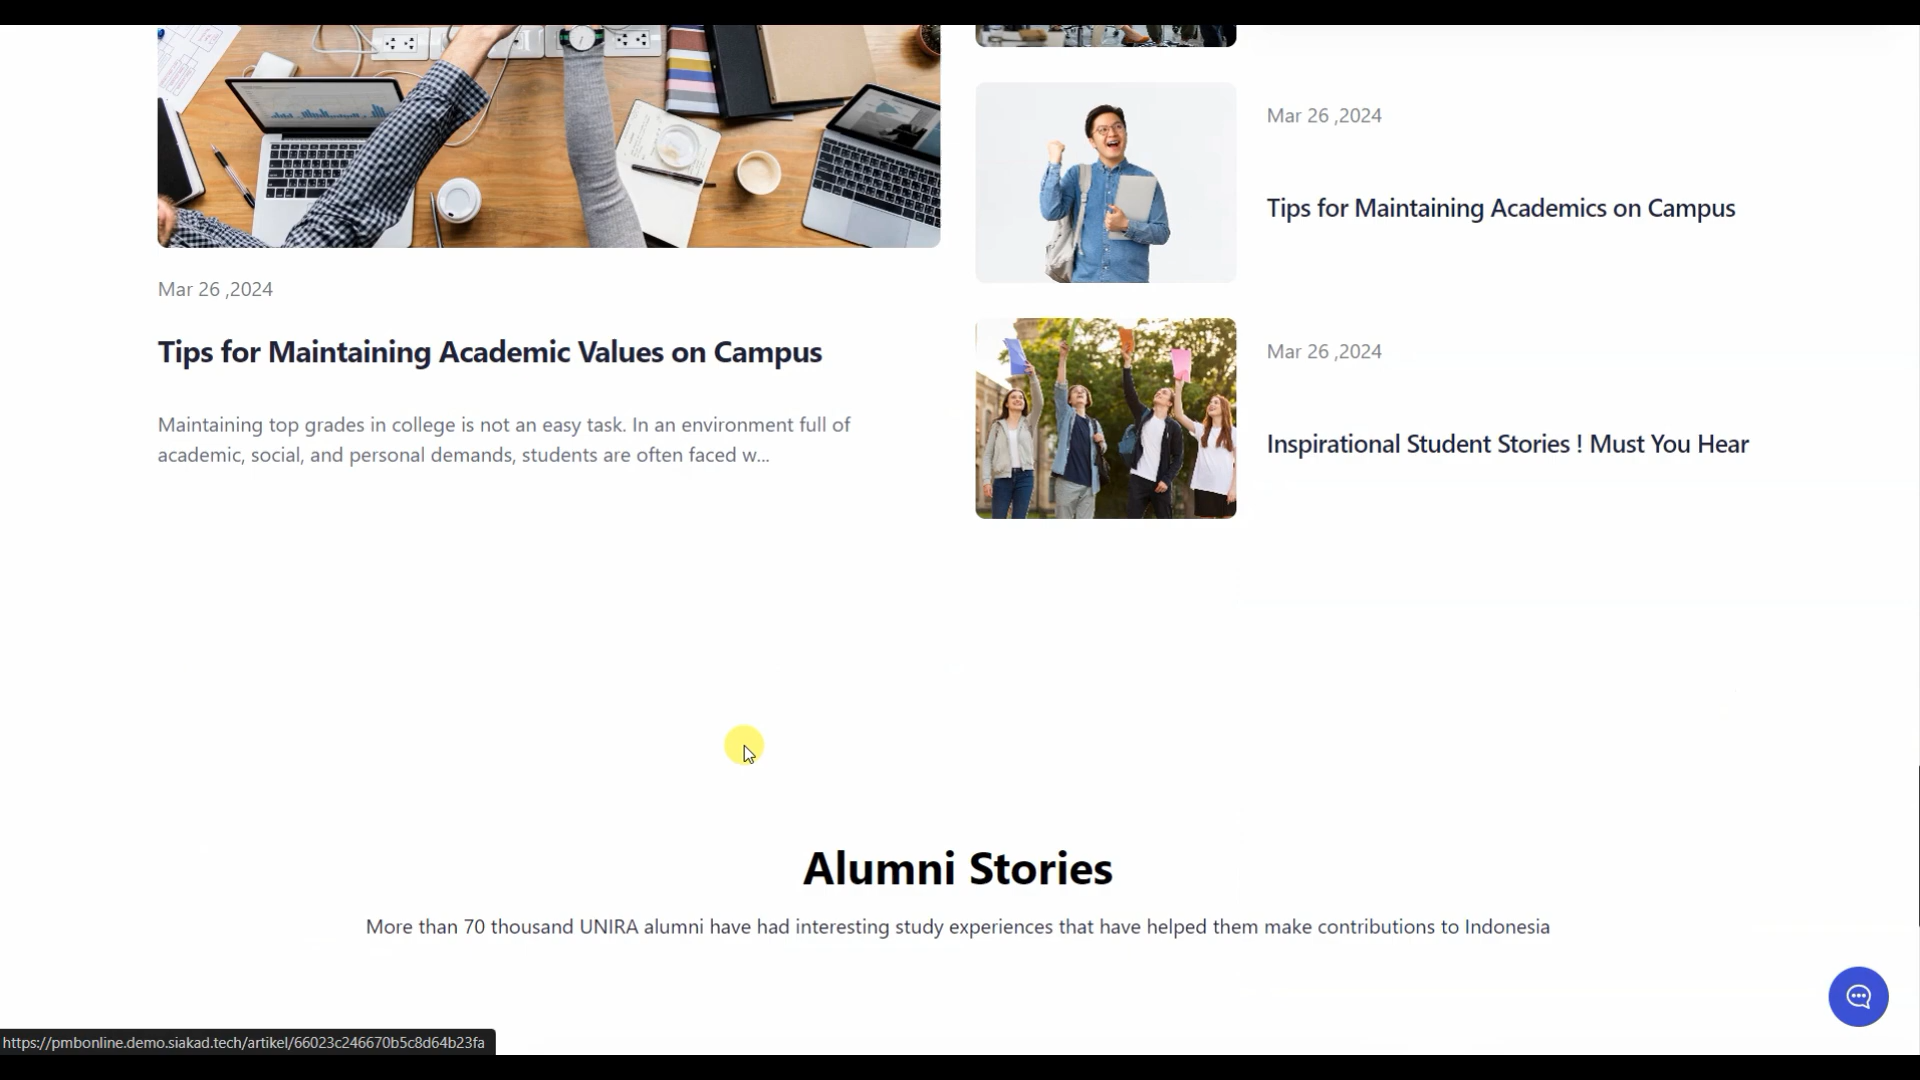 Mar 26 ,2024
Tips for Maintaining Academic Values on Campus
Maintaining top grades in college is not an easy task. In an environment full of
academic, social, and personal demands, students are often faced w...
Mar 26 ,2024
Tips for Maintaining Academics on Campus
Mar 26 ,2024
Inspirational Student Stories ! Must You Hear
Alumni Stories
More than 70 thousand UNIRA alumni have had interesting study experiences that have helped them make contributions to Indonesia
https://pmbonline.demo.siakad.tech/artikel/66023c246670b5c8d64b23fa